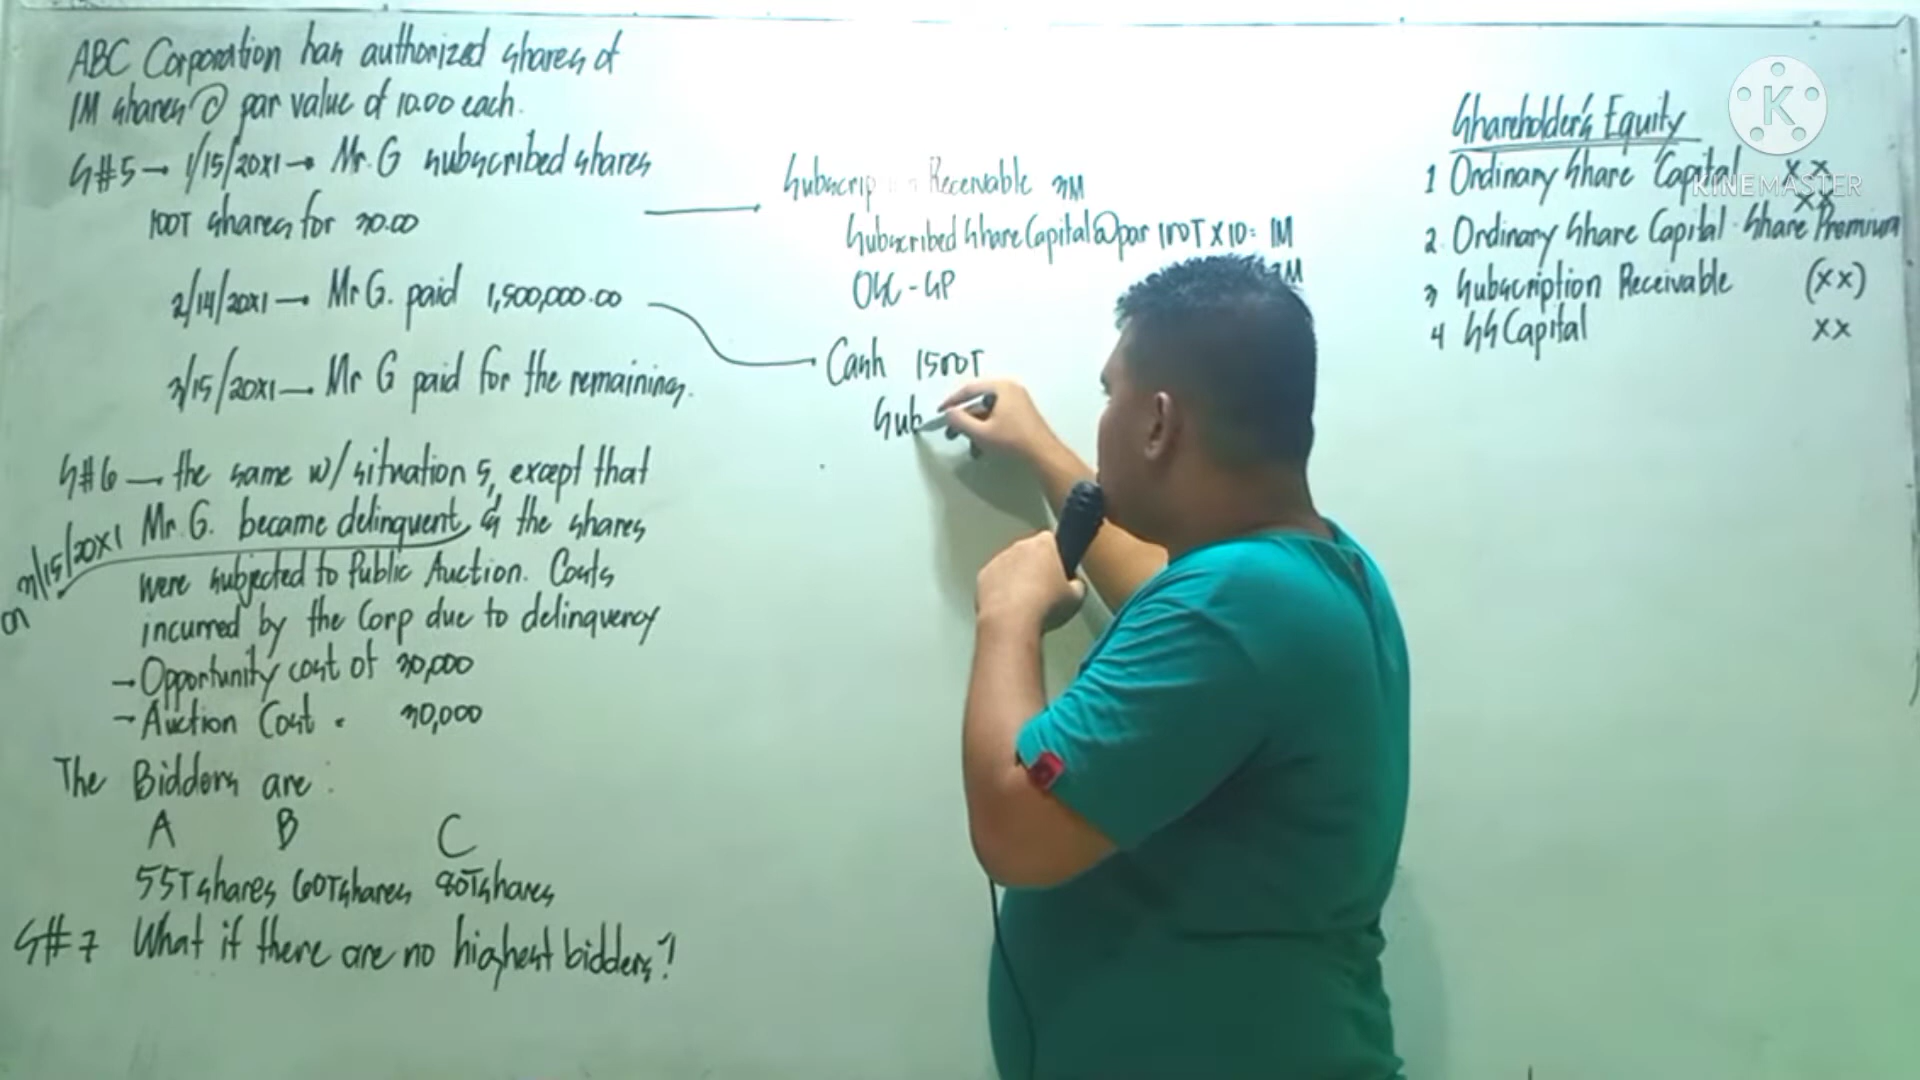 ABC Corporation has authorized shares of
1M shares @ par value of 10.00 each.
S#5 → 1/15/20x1 → Mr. G subscribed shares
100T shares for 30.00
2/14/20x1 → Mr G. paid 1,500,000.00
3/15/20x1 → Mr G paid for the remaining.
S#6 → the same w/ situation 5, except that
on 3/15/20x1 Mr. G. became delinquent & the shares
were subjected to Public Auction. Costs
incurred by the Corp due to delinquency
→ Opportunity cost of 30,000
→ Auction Cost = 30,000
The Bidders are:
A B C
55T shares 60T shares 80T shares
S#7 What if there are no highest bidders?
Receivable 3M
Subscribed Share Capital @ par 100T x 10 = 1M
OSC - SP
Cash 1500T
Sub
Shareholder's Equity
1 Ordinary Share Capital xx
xx
2. Ordinary Share Capital - Share Premium
3 Subscription Receivable (xx)
4 SS Capital xx
K
KINEMASTER